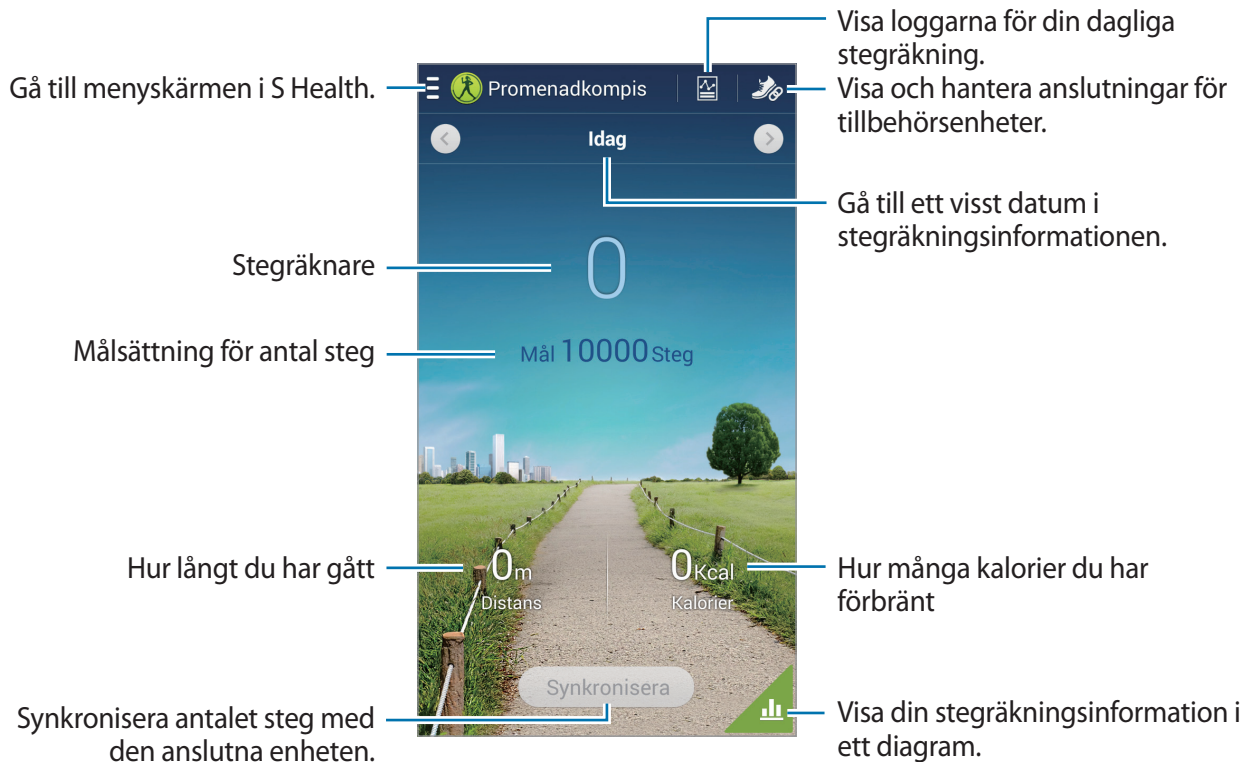 Visa loggarna för din dagliga
stegräkning.
Gå till menyskärmen i S Health.
Promenadkompis
Visa och hantera anslutningar för
tillbehörsenheter.
Idag
Gå till ett visst datum i
stegräkningsinformationen.
Stegräknare
0
Målsättning för antal steg
Mål 10000 Steg
Hur långt du har gått
0m
Distans
0Kcal
Kalorier
Hur många kalorier du har
förbränt
Synkronisera
Synkronisera antalet steg med
den anslutna enheten.
Visa din stegräkningsinformation i
ett diagram.